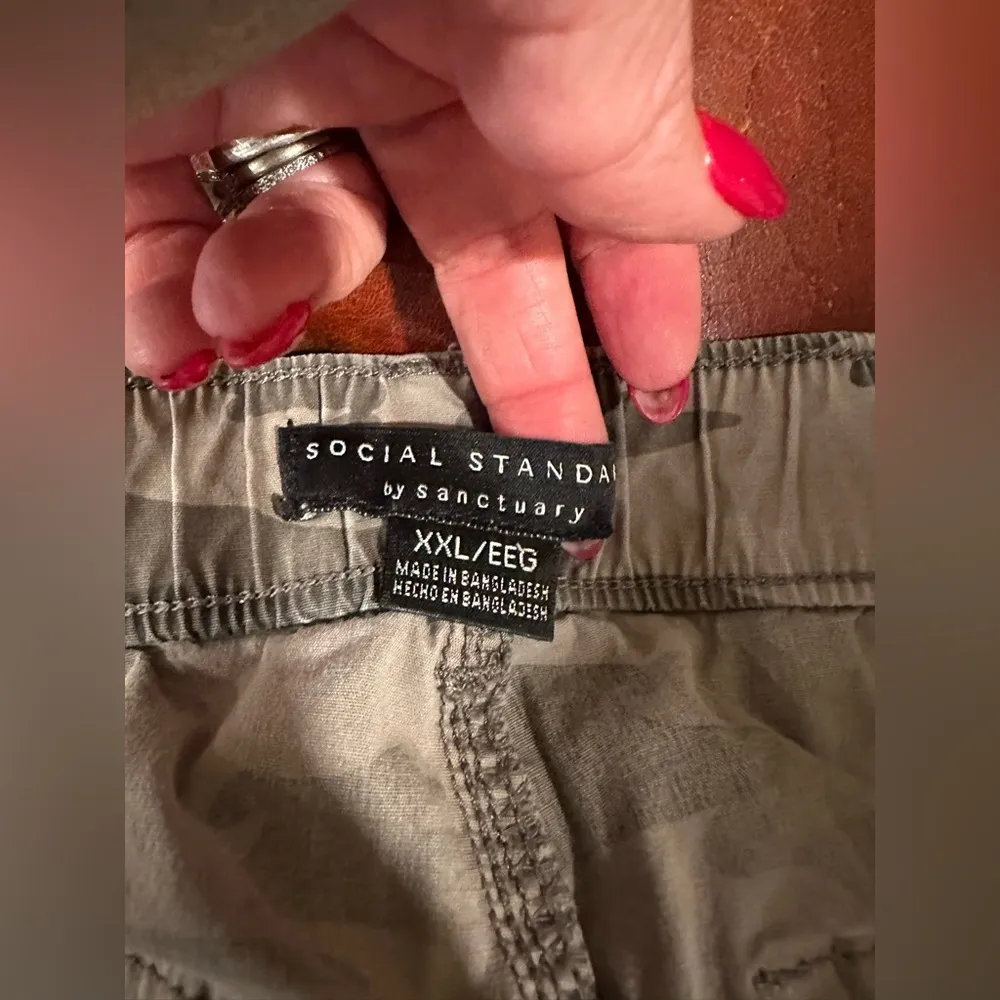 SOCIAL STANDA
by sanctuary
XXL/EEG
MADE IN BANGLADESH
HECHO EN BANGLADESH